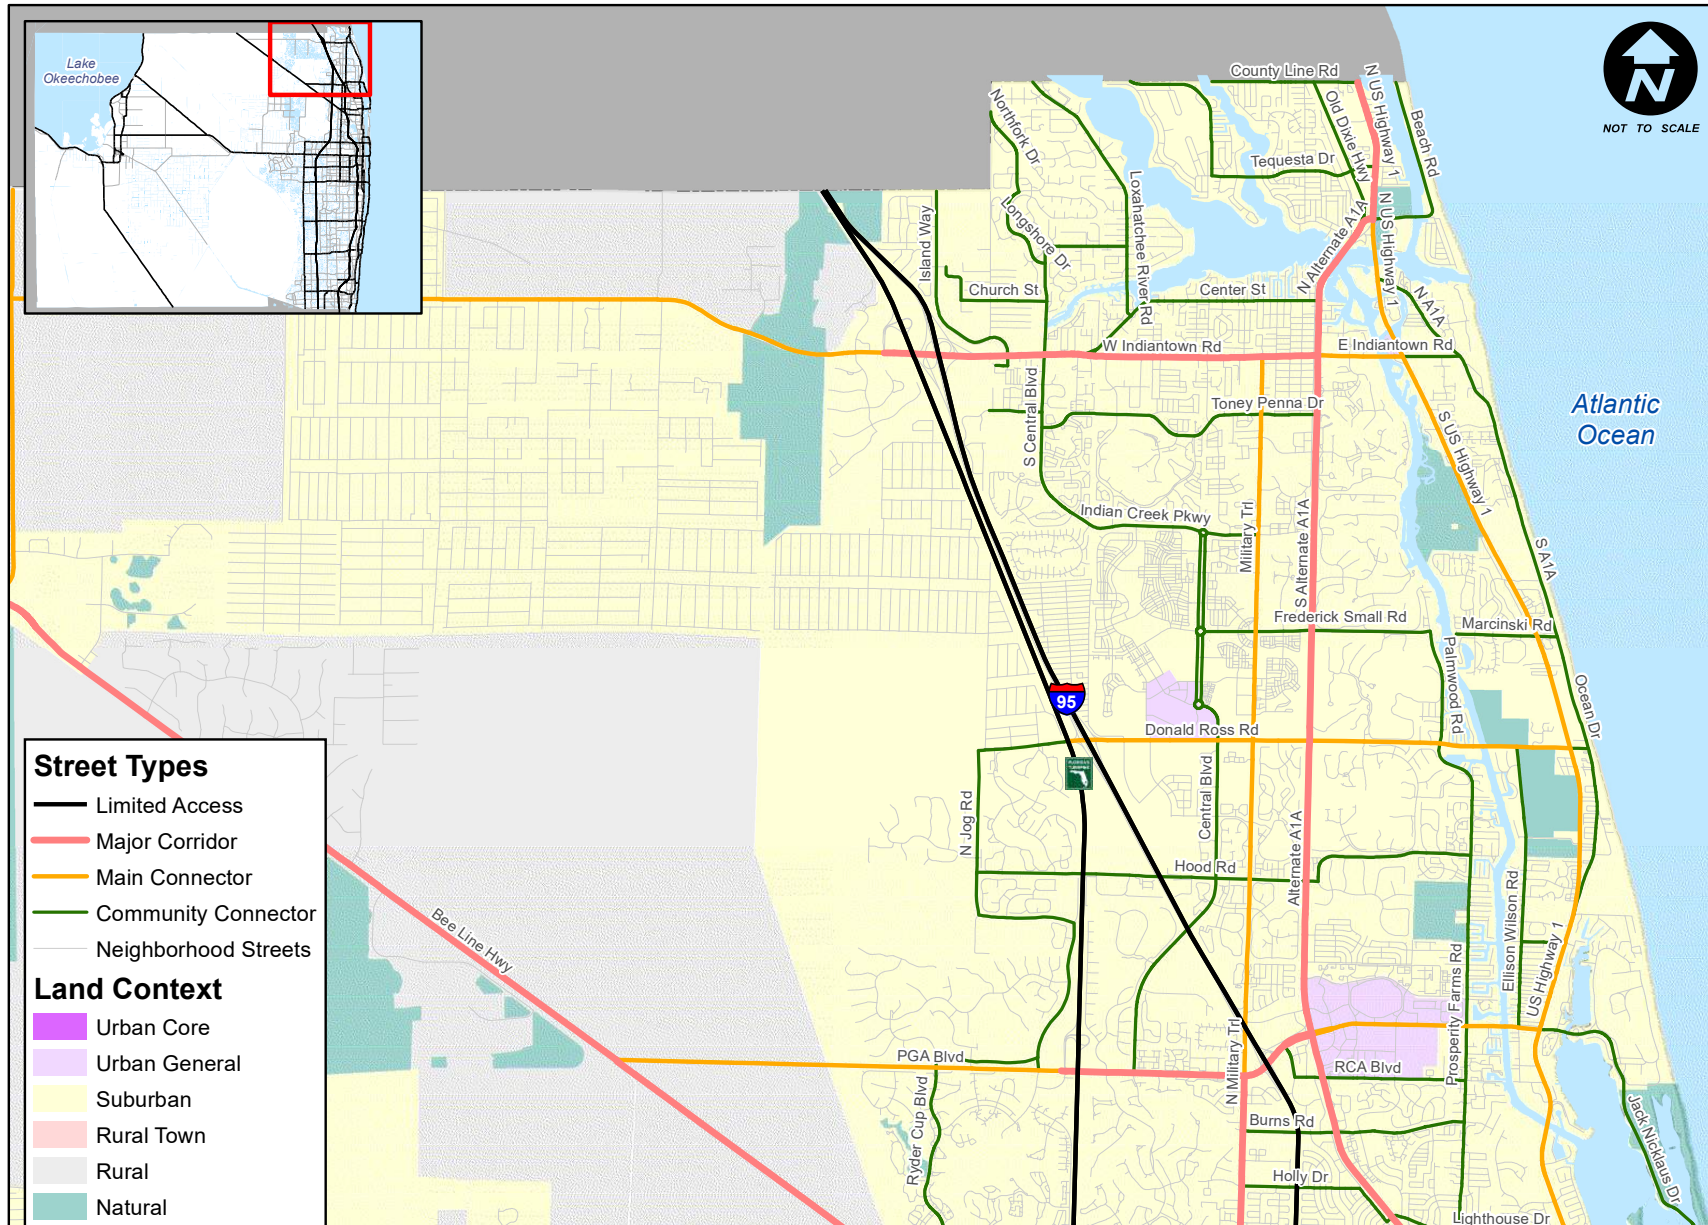 Lake
Okeechobee
N
NOT TO SCALE
County Line Rd
N US Highway 1
Old Dixie Hwy
Beach Rd
Northfork Dr
Tequesta Dr
Loxahatchee River Rd
Longshore Dr
Island Way
N Alternate A1A
N US Highway 1
Church St
Center St
N A1A
W Indiantown Rd
E Indiantown Rd
S Central Blvd
Toney Penna Dr
S US Highway 1
Atlantic
Ocean
Indian Creek Pkwy
Military Trl
S Alternate A1A
S A1A
Frederick Small Rd
Marcinski Rd
Palmwood Rd
Ocean Dr
95
Donald Ross Rd
N Jog Rd
Central Blvd
Alternate A1A
Hood Rd
Ellison Wilson Rd
US Highway 1
Prosperity Farms Rd
Bee Line Hwy
PGA Blvd
N Military Trl
RCA Blvd
Ryder Cup Blvd
Burns Rd
Jack Nicklaus Dr
Holly Dr
Lighthouse Dr
Street Types
Limited Access
Major Corridor
Main Connector
Community Connector
Neighborhood Streets
Land Context
Urban Core
Urban General
Suburban
Rural Town
Rural
Natural